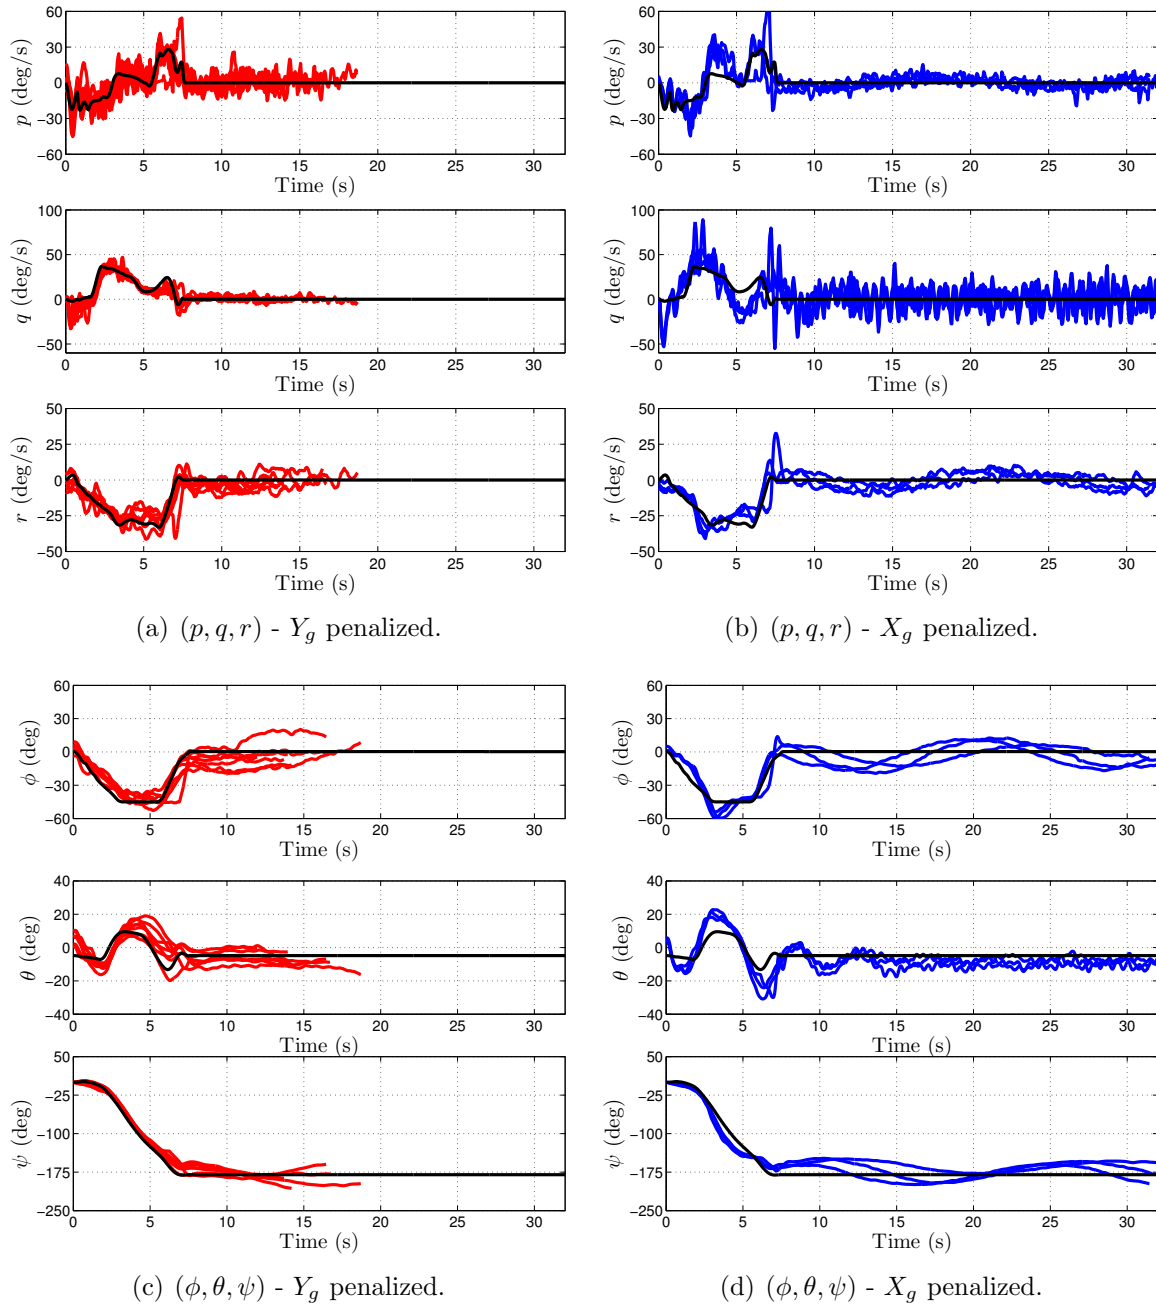 60
30
0
−30
−60
p (deg/s)
0 5 10 15 20 25 30
Time (s)
60
30
0
−30
−60
p (deg/s)
0 5 10 15 20 25 30
Time (s)
100
50
0
−50
q (deg/s)
0 5 10 15 20 25 30
Time (s)
100
50
0
−50
q (deg/s)
0 5 10 15 20 25 30
Time (s)
50
25
0
−25
−50
r (deg/s)
0 5 10 15 20 25 30
Time (s)
50
25
0
−25
−50
r (deg/s)
0 5 10 15 20 25 30
Time (s)
(a) (p, q, r) - Y_g penalized.
(b) (p, q, r) - X_g penalized.
60
30
0
−30
−60
ϕ (deg)
0 5 10 15 20 25 30
Time (s)
60
30
0
−30
−60
ϕ (deg)
0 5 10 15 20 25 30
Time (s)
40
20
0
−20
−40
θ (deg)
0 5 10 15 20 25 30
Time (s)
40
20
0
−20
−40
θ (deg)
0 5 10 15 20 25 30
Time (s)
50
−25
−100
−175
−250
ψ (deg)
0 5 10 15 20 25 30
Time (s)
50
−25
−100
−175
−250
ψ (deg)
0 5 10 15 20 25 30
Time (s)
(c) (ϕ, θ, ψ) - Y_g penalized.
(d) (ϕ, θ, ψ) - X_g penalized.